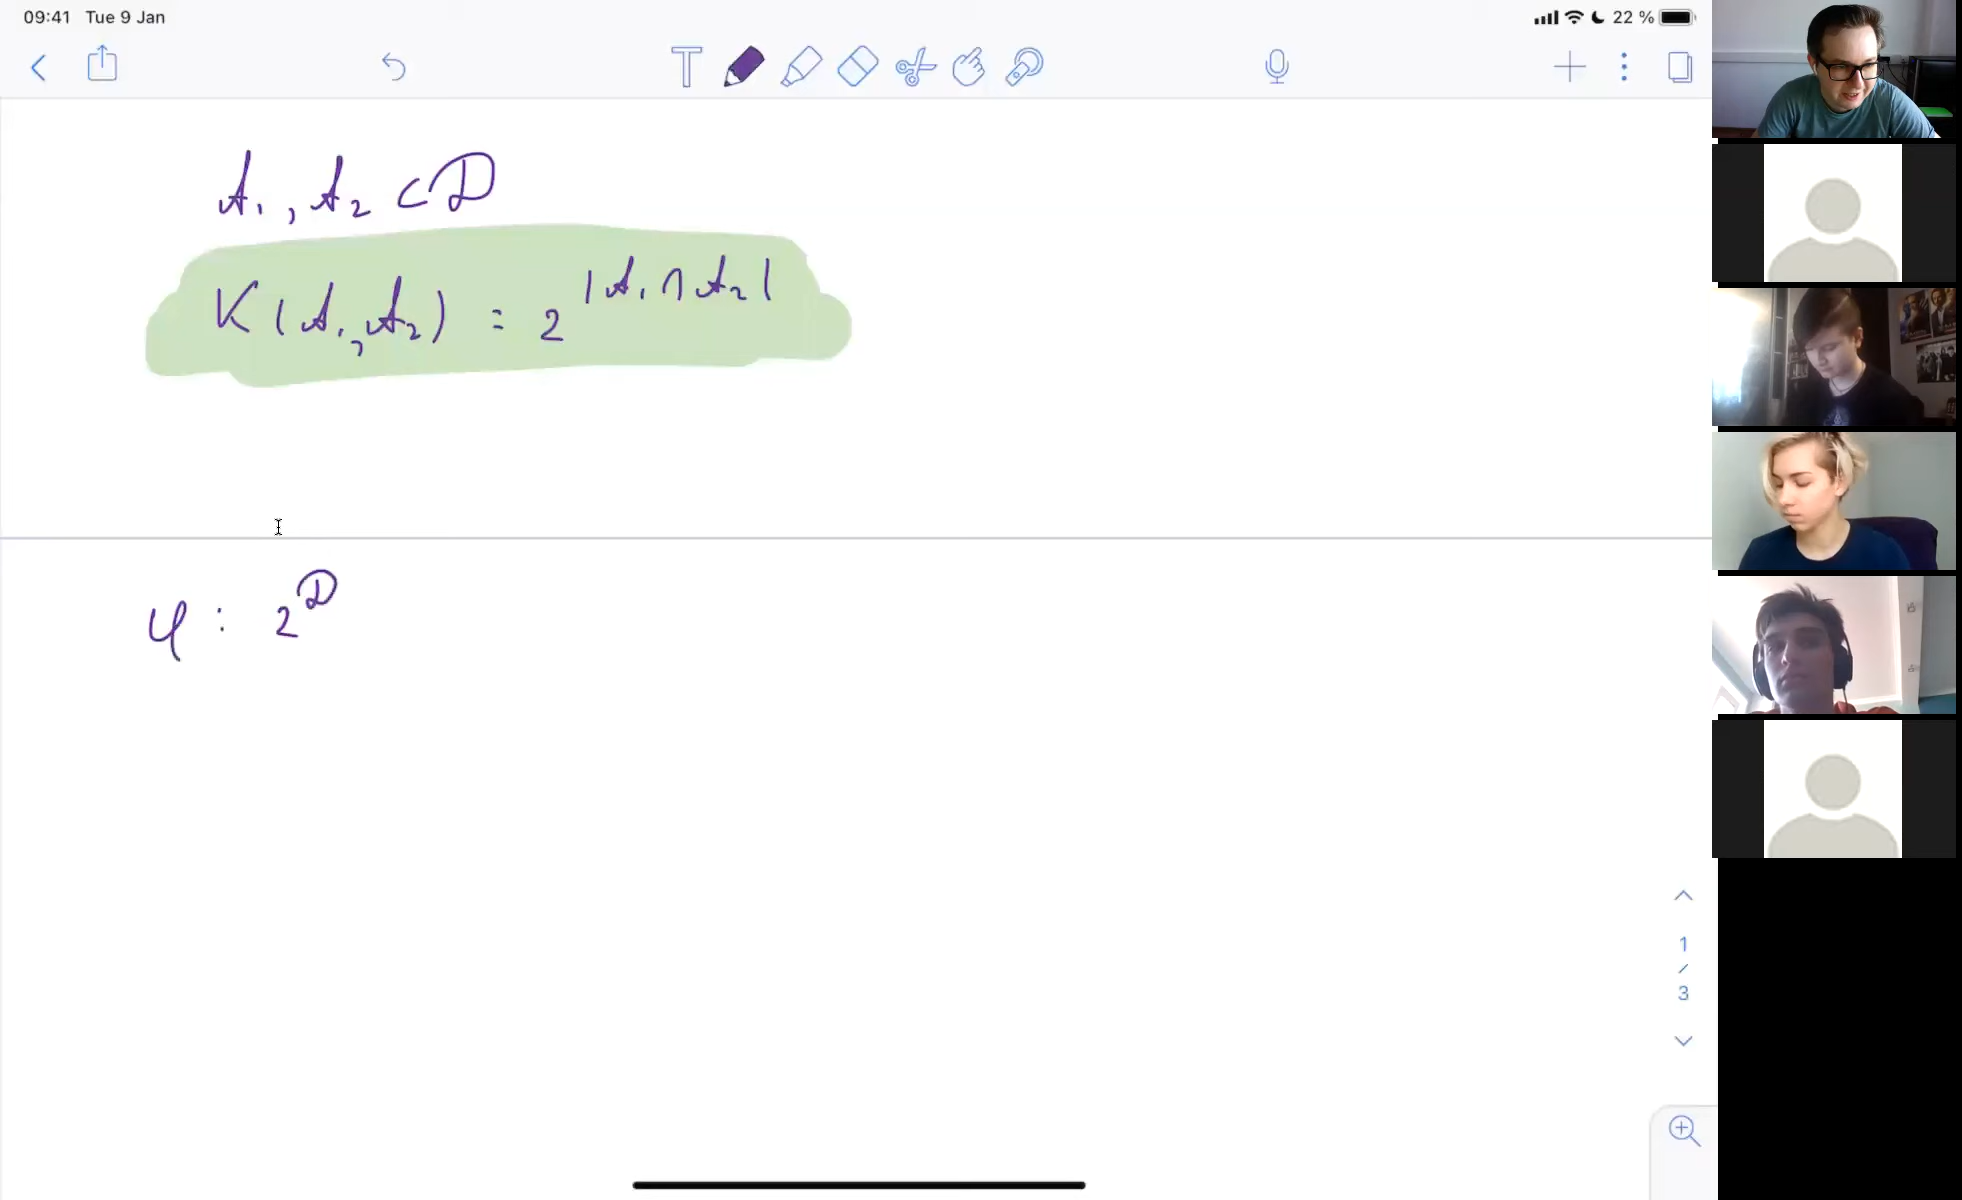 09:41 Tue 9 Jan 22 %
A₁, A₂ ⊂ D
K(A₁, A₂) = 2^|A₁ ∩ A₂|
φ : 2^D
1
/
3